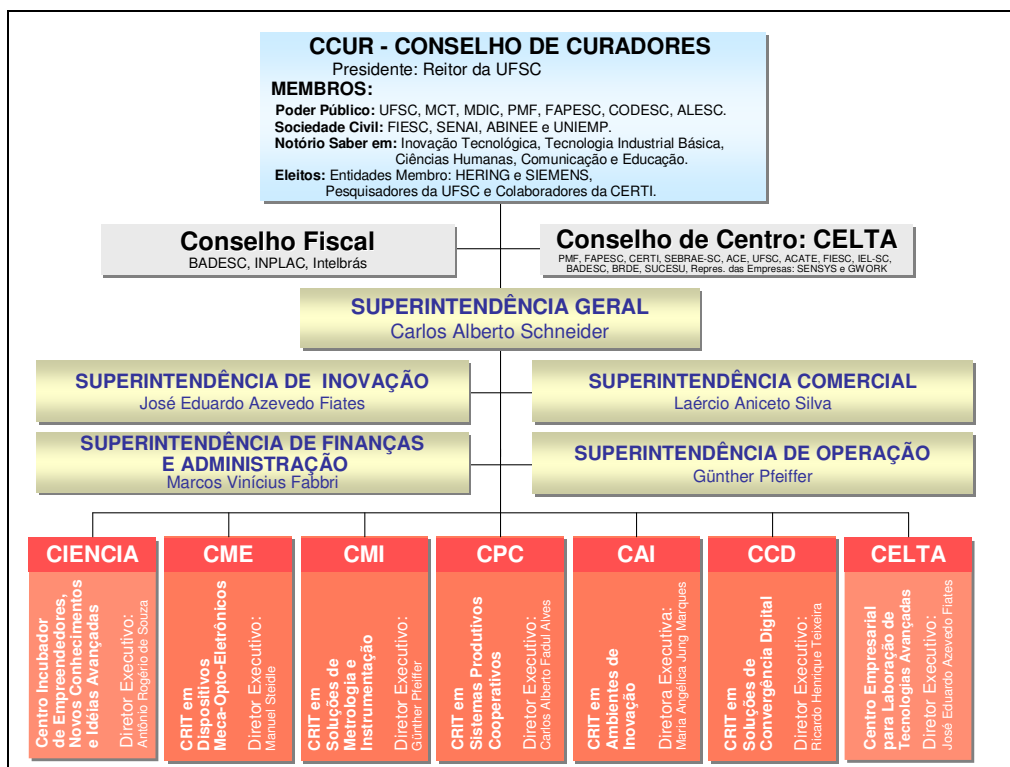 CCUR - CONSELHO DE CURADORES
Presidente: Reitor da UFSC
MEMBROS:
Poder Público: UFSC, MCT, MDIC, PMF, FAPESC, CODESC, ALESC.
Sociedade Civil: FIESC, SENAI, ABINEE e UNIEMP.
Notório Saber em: Inovação Tecnológica, Tecnologia Industrial Básica,
Ciências Humanas, Comunicação e Educação.
Eleitos: Entidades Membro: HERING e SIEMENS,
Pesquisadores da UFSC e Colaboradores da CERTI.
Conselho Fiscal
BADESC, INPLAC, Intelbrás
Conselho de Centro: CELTA
PMF, FAPESC, CERTI, SEBRAE-SC, ACE, UFSC, ACATE, FIESC, IEL-SC,
BADESC, BRDE, SUCESU, Repres. das Empresas: SENSYS e GWORK
SUPERINTENDÊNCIA GERAL
Carlos Alberto Schneider
SUPERINTENDÊNCIA DE INOVAÇÃO
José Eduardo Azevedo Fiates
SUPERINTENDÊNCIA COMERCIAL
Laércio Aniceto Silva
SUPERINTENDÊNCIA DE FINANÇAS
E ADMINISTRAÇÃO
Marcos Vinícius Fabbri
SUPERINTENDÊNCIA DE OPERAÇÃO
Günther Pfeiffer
CIENCIA
Centro Incubador
de Empreendedores,
Novos Conhecimentos
e Idéias Avançadas
Diretor Executivo:
Antônio Rogério de Souza
CME
CRIT em
Dispositivos
Meca-Opto-Eletrônicos
Diretor Executivo:
Manuel Steidle
CMI
CRIT em
Soluções de
Metrologia e
Instrumentação
Diretor Executivo:
Günther Pfeiffer
CPC
CRIT em
Sistemas Produtivos
Cooperativos
Diretor Executivo:
Carlos Alberto Fadul Alves
CAI
CRIT em
Ambientes de
Inovação
Diretora Executiva:
Maria Angélica Jung Marques
CCD
CRIT em
Soluções de
Convergência Digital
Diretor Executivo:
Ricardo Henrique Teixeira
CELTA
Centro Empresarial
para Laboração de
Tecnologias Avançadas
Diretor Executivo:
José Eduardo Azevedo Fiates